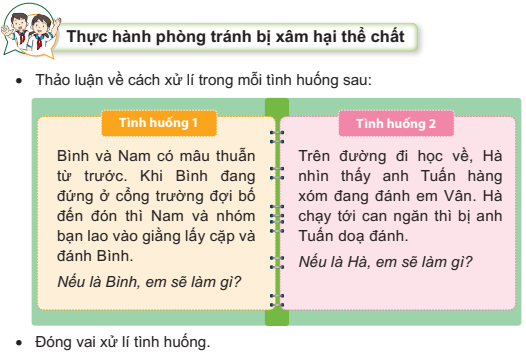 Thực hành phòng tránh bị xâm hại thể chất
• Thảo luận về cách xử lí trong mỗi tình huống sau:
Tình huống 1
Bình và Nam có mâu thuẫn
từ trước. Khi Bình đang
đứng ở cổng trường đợi bố
đến đón thì Nam và nhóm
bạn lao vào giằng lấy cặp và
đánh Bình.
Nếu là Bình, em sẽ làm gì?
Tình huống 2
Trên đường đi học về, Hà
nhìn thấy anh Tuấn hàng
xóm đang đánh em Vân. Hà
chạy tới can ngăn thì bị anh
Tuấn doạ đánh.
Nếu là Hà, em sẽ làm gì?
• Đóng vai xử lí tình huống.